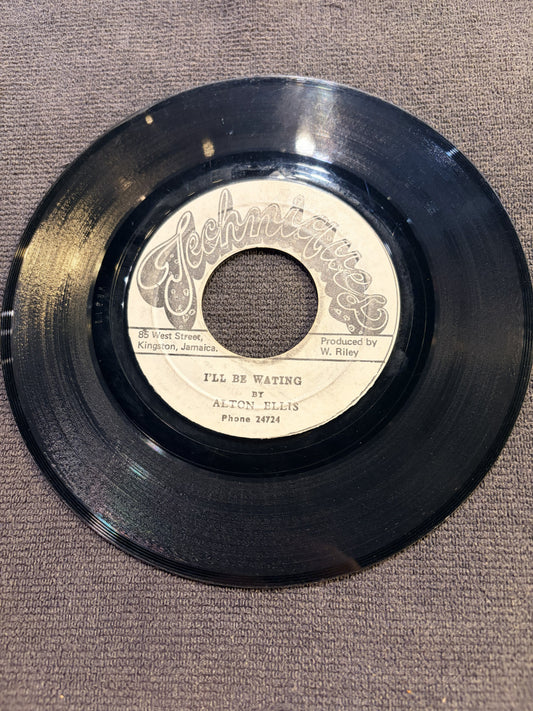 Techniques
85 West Street,
Kingston, Jamaica.
Produced by
W. Riley
I'LL BE WATING
BY
ALTON ELLIS
Phone 24724